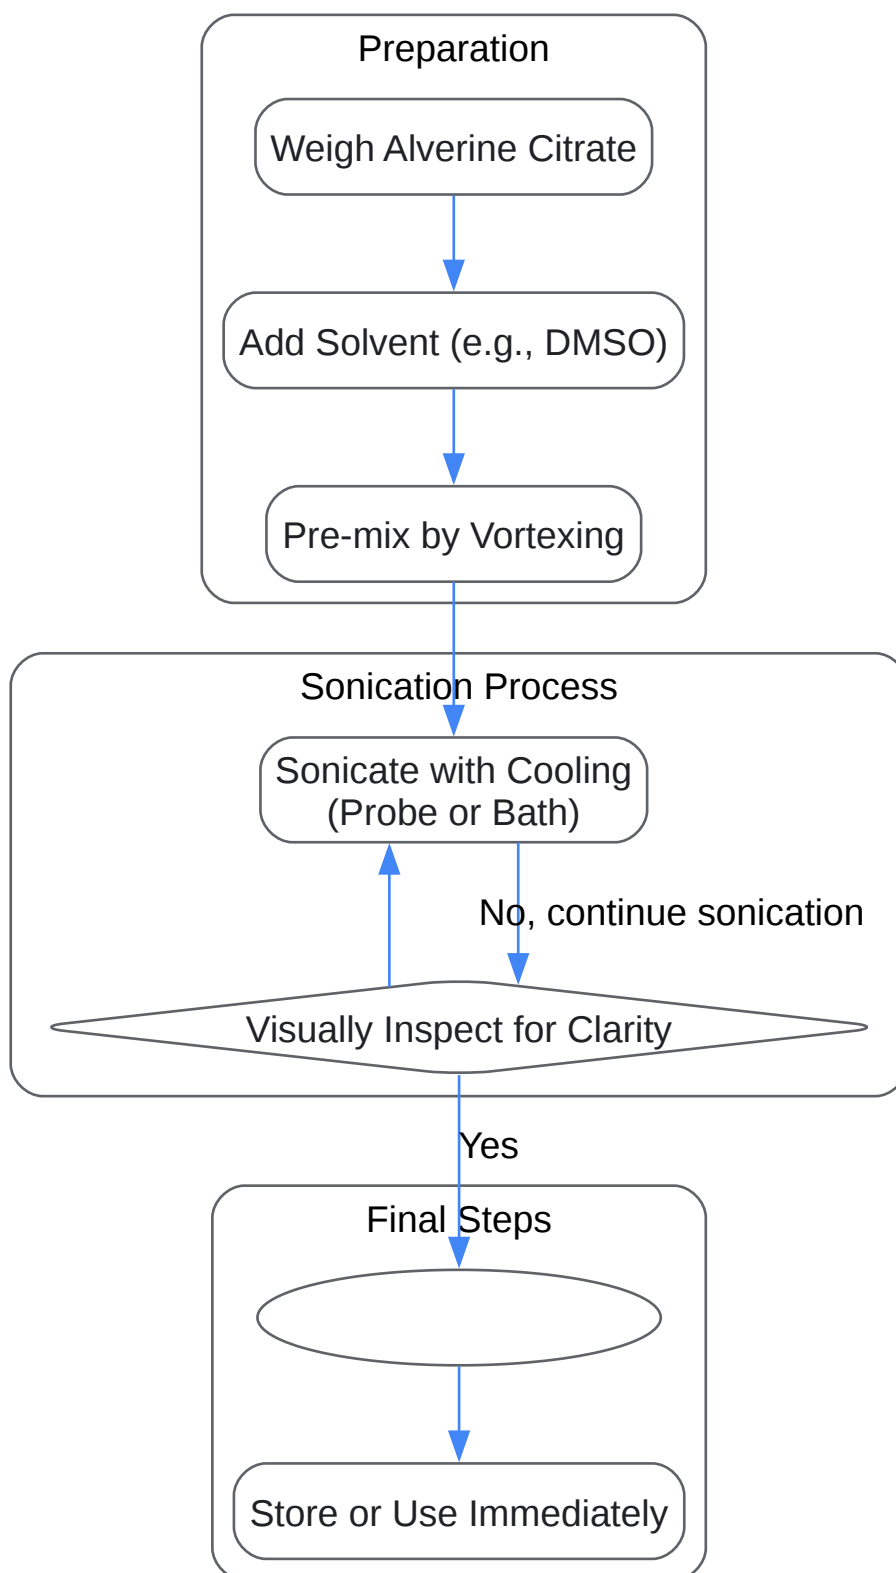 Preparation
Weigh Alverine Citrate
Add Solvent (e.g., DMSO)
Pre-mix by Vortexing
Sonication Process
Sonicate with Cooling
(Probe or Bath)
No, continue sonication
Visually Inspect for Clarity
Yes
Final Steps
Store or Use Immediately